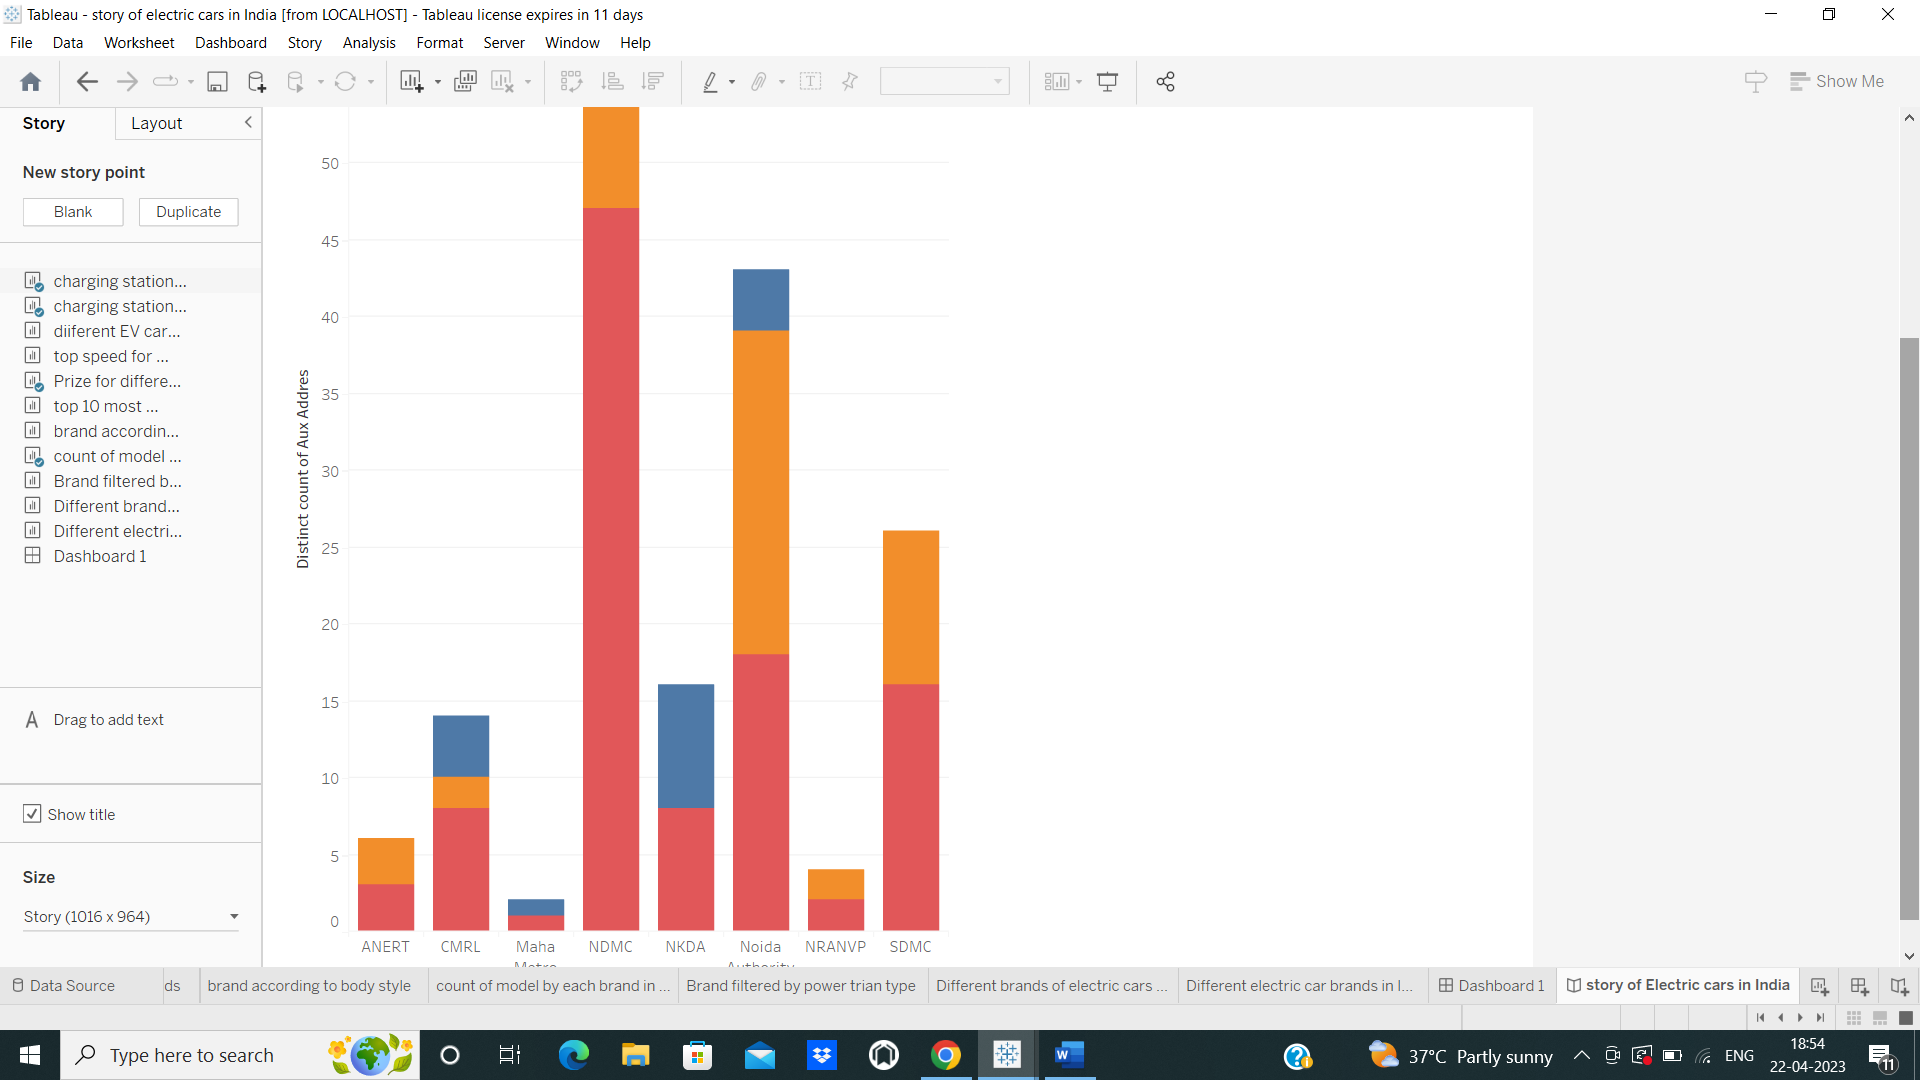 Tableau - story of electric cars in India [from LOCALHOST] - Tableau license expires in 11 days
File Data Worksheet Dashboard Story Analysis Format Server Window Help
Show Me
Story Layout
New story point
Blank Duplicate
charging station...
charging station...
diiferent EV car...
top speed for ...
Prize for differe...
top 10 most ...
brand accordin...
count of model ...
Brand filtered b...
Different brand...
Different electri...
Dashboard 1
Drag to add text
Show title
Size
Story (1016 x 964)
Distinct count of Aux Addres
50
45
40
35
30
25
20
15
10
5
0
ANERT CMRL Maha Metro NDMC NKDA Noida Authority NRANVP SDMC
Data Source ds brand according to body style count of model by each brand in ... Brand filtered by power trian type Different brands of electric cars ... Different electric car brands in I... Dashboard 1 story of Electric cars in India
Type here to search
37°C Partly sunny ENG
18:54
22-04-2023
11